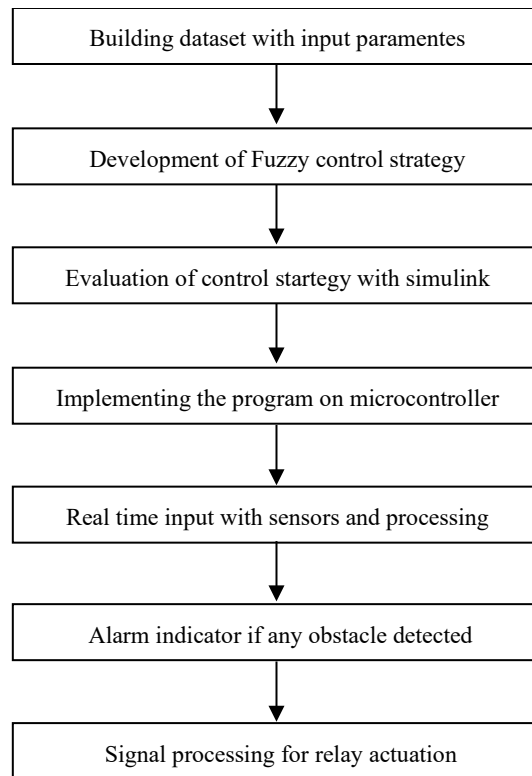 Building dataset with input paramentes
Development of Fuzzy control strategy
Evaluation of control startegy with simulink
Implementing the program on microcontroller
Real time input with sensors and processing
Alarm indicator if any obstacle detected
Signal processing for relay actuation